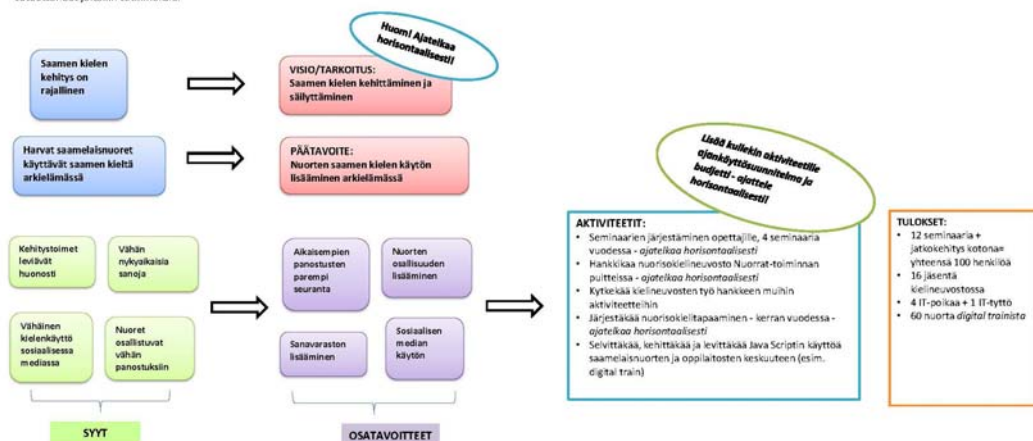 Huom! Ajatelkaa
horisontaalisesti!
Saamen kielen
kehitys on
rajallinen
VISIO/TARKOITUS:
Saamen kielen kehittäminen ja
säilyttäminen
Harvat saamelaisnuoret
käyttävät saamen kieltä
arkielämässä
PÄÄTAVOITE:
Nuorten saamen kielen käytön
lisääminen arkielämässä
Lisää kullekin aktiviteetille
ajankäyttösuunnitelma ja
budjetti - ajattele
horisontaalisesti!
Kehitystoimet
leviävät
huonosti
Vähän
nykyaikaisia
sanoja
Vähäinen
kielenkäyttö
sosiaalisessa
mediassa
Nuoret
osallistuvat
vähän
panostuksiin
SYYT
Aikaisempien
panostusten
parempi
seuranta
Nuorten
osallisuuden
lisääminen
Sanavaraston
lisääminen
Sosiaalisen
median
käytön
OSATAVOITTEET
AKTIVITEETIT:
• Seminaarien järjestäminen opettajille, 4 seminaaria
vuodessa - ajatelkaa horisontaalisesti
• Hankkikaa nuorisokielineuvosto Nuorrat-toiminnan
puitteissa - ajatelkaa horisontaalisesti
• Kytkekää kielineuvosten työ hankkeen muihin
aktiviteetteihin
• Järjestäkää nuorisokielitapaaminen - kerran vuodessa -
ajatelkaa horisontaalisesti
• Selvittäkää, kehittäkää ja levittäkää Java Scriptin käyttöä
saamelaisnuorten ja oppilaitosten keskuuteen (esim.
digital train)
TULOKSET:
• 12 seminaaria +
jatkokehitys kotona=
yhteensä 100 henkilöä
• 16 jäsentä
kielineuvostossa
• 4 IT-poikaa + 1 IT-tyttö
• 60 nuorta digital trainista